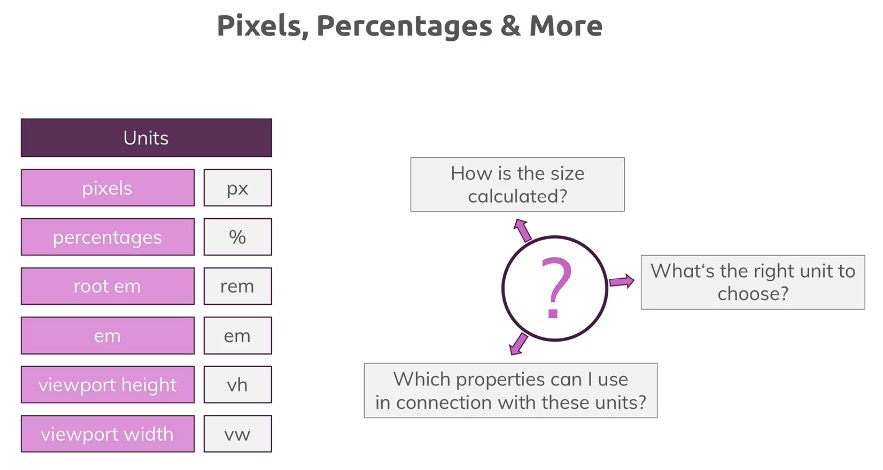 Pixels, Percentages & More
Units
pixels px
percentages %
root em rem
em em
viewport height vh
viewport width vw
How is the size
calculated?
?
What‘s the right unit to
choose?
Which properties can I use
in connection with these units?